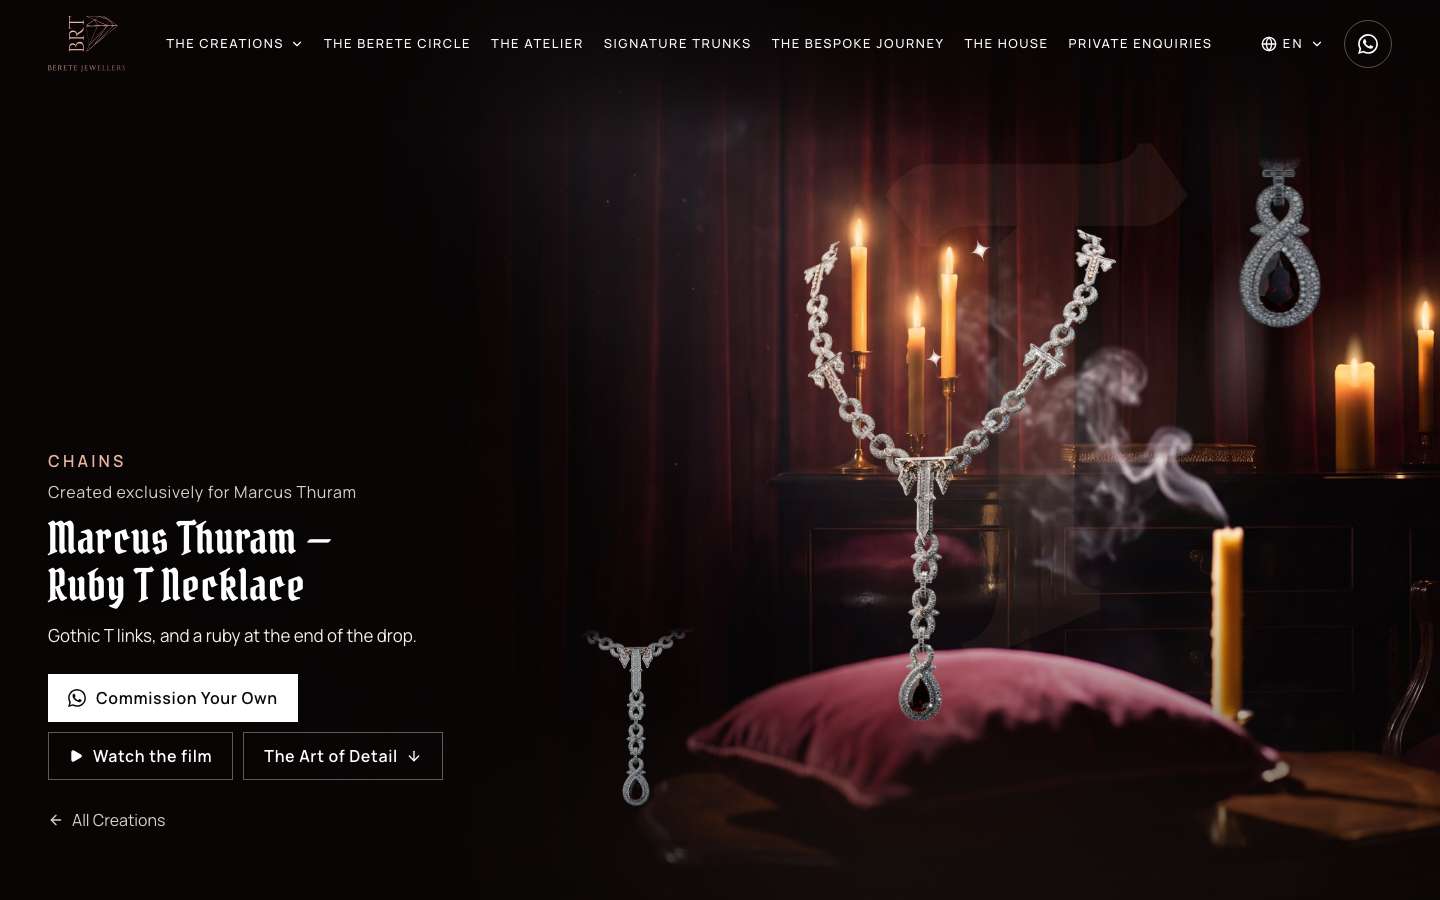 BRT
BERETE JEWELLERS
THE CREATIONS
THE BERETE CIRCLE
THE ATELIER
SIGNATURE TRUNKS
THE BESPOKE JOURNEY
THE HOUSE
PRIVATE ENQUIRIES
EN
CHAINS
Created exclusively for Marcus Thuram
Marcus Thuram –
Ruby T Necklace
Gothic T links, and a ruby at the end of the drop.
Commission Your Own
Watch the film
The Art of Detail
All Creations